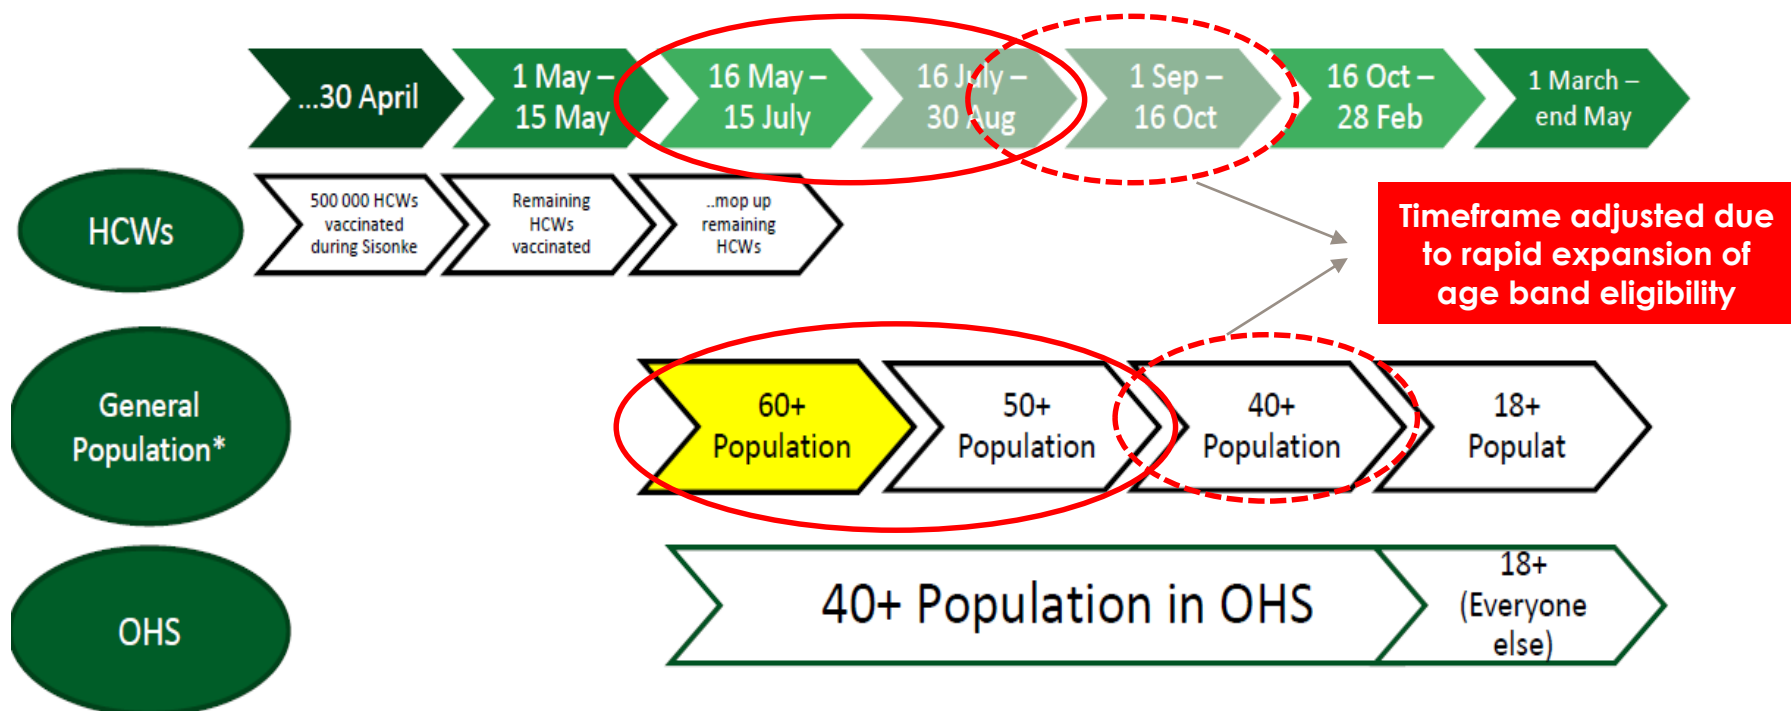 ...30 April
1 May –
15 May
16 May –
15 July
16 July –
30 Aug
1 Sep –
16 Oct
16 Oct –
28 Feb
1 March –
end May
HCWs
500 000 HCWs
vaccinated
during Sisonke
Remaining
HCWs
vaccinated
..mop up
remaining
HCWs
Timeframe adjusted due
to rapid expansion of
age band eligibility
General
Population*
60+
Population
50+
Population
40+
Population
18+
Populat
OHS
40+ Population in OHS
18+
(Everyone
else)